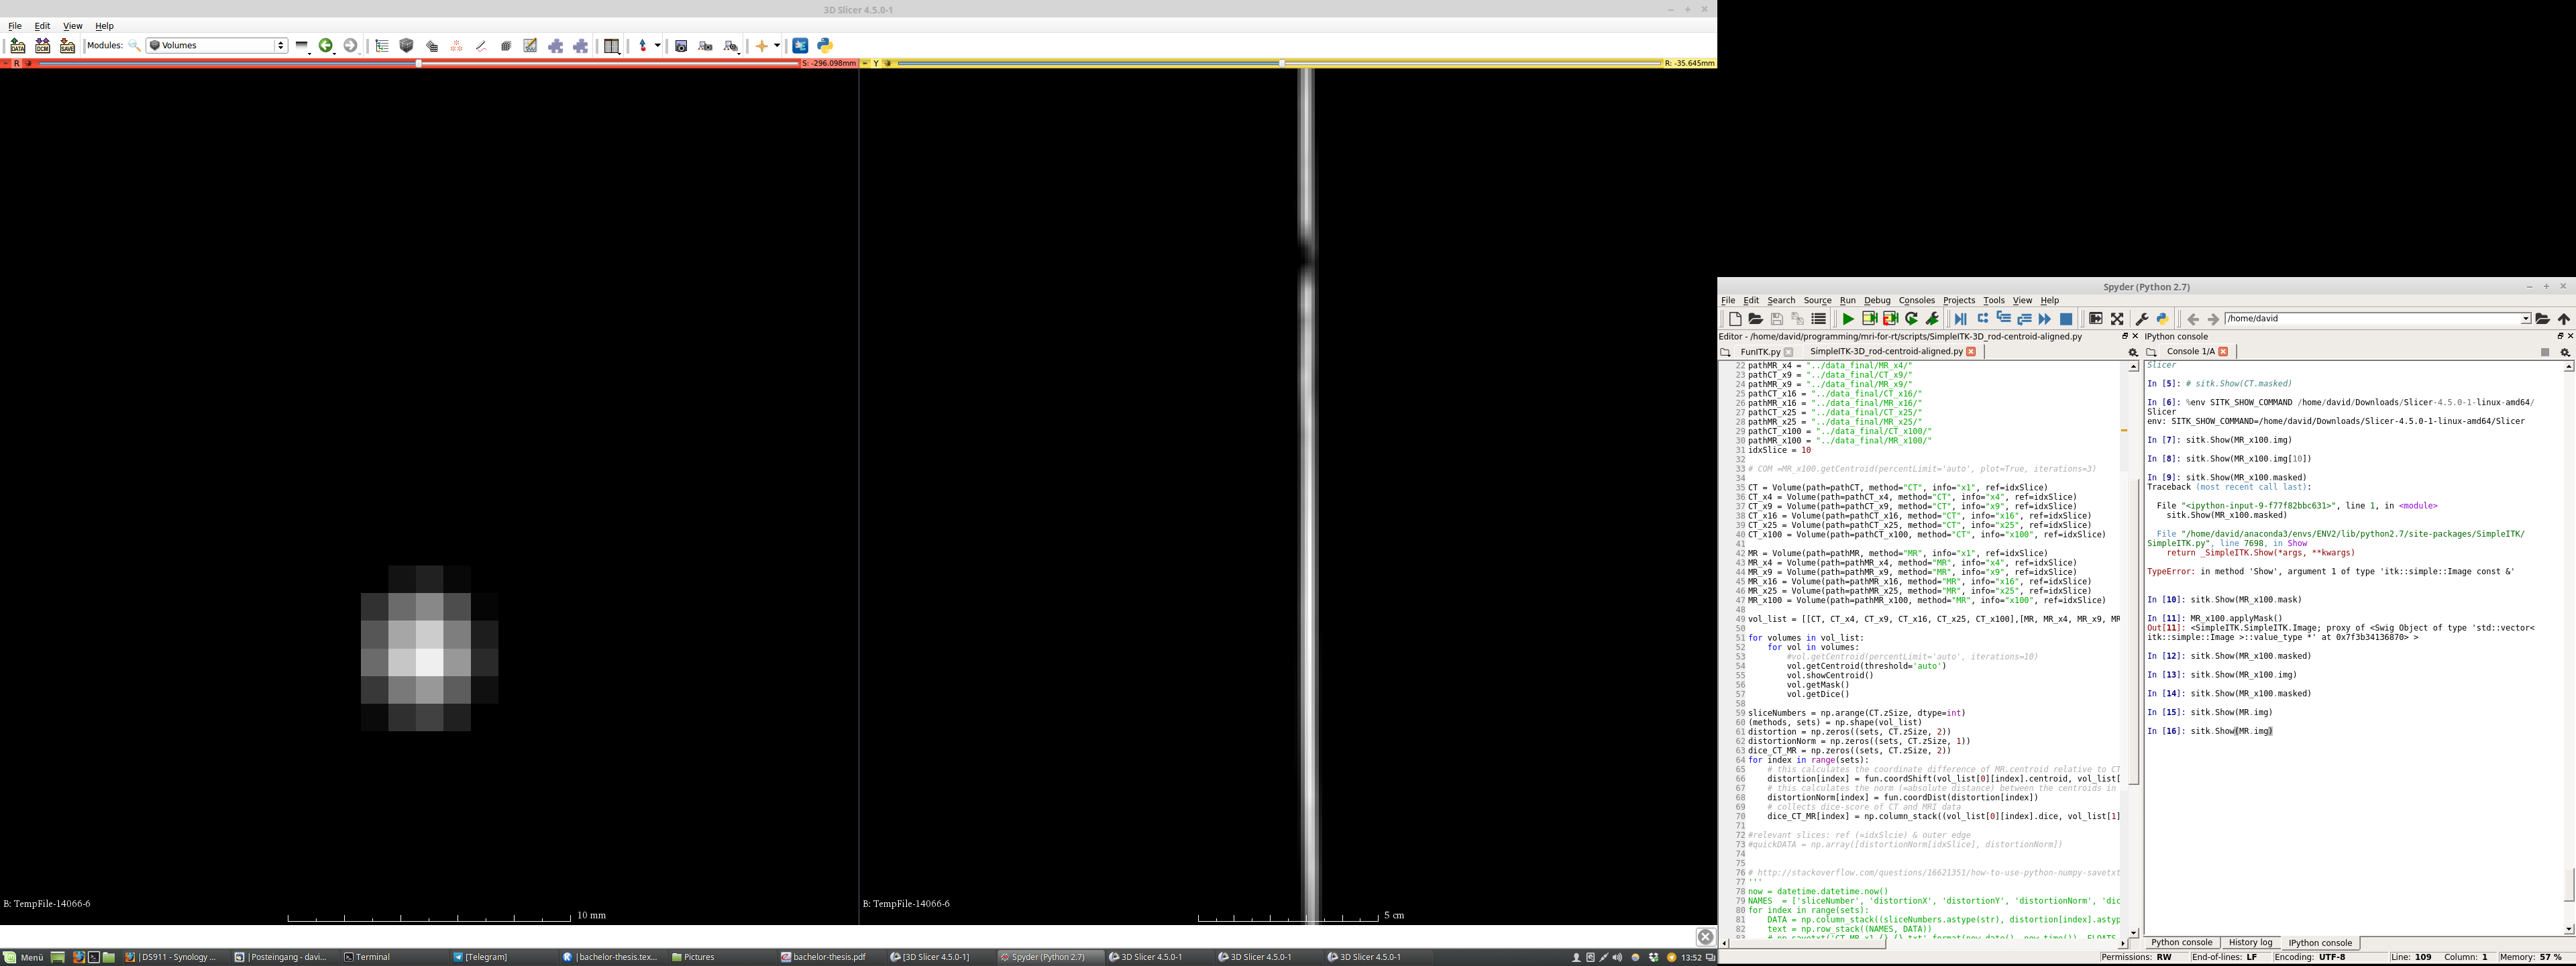 3D Slicer 4.5.0-1
File Edit View Help
DATA DCM SAVE Modules: Volumes
R S: -296.098mm
Y R: -35.645mm
B: TempFile-14066-6
10 mm
B: TempFile-14066-6
5 cm
Spyder (Python 2.7)
File Edit Search Source Run Debug Consoles Projects Tools View Help
/home/david
Editor - /home/david/programming/mri-for-rt/scripts/SimpleITK-3D_rod-centroid-aligned.py
FunITK.py SimpleITK-3D_rod-centroid-aligned.py
22 pathMR_x4 = "../data_final/MR_x4/"
23 pathCT_x9 = "../data_final/CT_x9/"
24 pathMR_x9 = "../data_final/MR_x9/"
25 pathCT_x16 = "../data_final/CT_x16/"
26 pathMR_x16 = "../data_final/MR_x16/"
27 pathCT_x25 = "../data_final/CT_x25/"
28 pathMR_x25 = "../data_final/MR_x25/"
29 pathCT_x100 = "../data_final/CT_x100/"
30 pathMR_x100 = "../data_final/MR_x100/"
31 idxSlice = 10
32
33 # COM =MR_x100.getCentroid(percentLimit='auto', plot=True, iterations=3)
34
35 CT = Volume(path=pathCT, method="CT", info="x1", ref=idxSlice)
36 CT_x4 = Volume(path=pathCT_x4, method="CT", info="x4", ref=idxSlice)
37 CT_x9 = Volume(path=pathCT_x9, method="CT", info="x9", ref=idxSlice)
38 CT_x16 = Volume(path=pathCT_x16, method="CT", info="x16", ref=idxSlice)
39 CT_x25 = Volume(path=pathCT_x25, method="CT", info="x25", ref=idxSlice)
40 CT_x100 = Volume(path=pathCT_x100, method="CT", info="x100", ref=idxSlice)
41
42 MR = Volume(path=pathMR, method="MR", info="x1", ref=idxSlice)
43 MR_x4 = Volume(path=pathMR_x4, method="MR", info="x4", ref=idxSlice)
44 MR_x9 = Volume(path=pathMR_x9, method="MR", info="x9", ref=idxSlice)
45 MR_x16 = Volume(path=pathMR_x16, method="MR", info="x16", ref=idxSlice)
46 MR_x25 = Volume(path=pathMR_x25, method="MR", info="x25", ref=idxSlice)
47 MR_x100 = Volume(path=pathMR_x100, method="MR", info="x100", ref=idxSlice)
48
49 vol_list = [[CT, CT_x4, CT_x9, CT_x16, CT_x25, CT_x100],[MR, MR_x4, MR_x9, MR
50
51 for volumes in vol_list:
52 for vol in volumes:
53 #vol.getCentroid(percentLimit='auto', iterations=10)
54 vol.getCentroid(threshold='auto')
55 vol.showCentroid()
56 vol.getMask()
57 vol.getDice()
58
59 sliceNumbers = np.arange(CT.zSize, dtype=int)
60 (methods, sets) = np.shape(vol_list)
61 distortion = np.zeros((sets, CT.zSize, 2))
62 distortionNorm = np.zeros((sets, CT.zSize, 1))
63 dice_CT_MR = np.zeros((sets, CT.zSize, 2))
64 for index in range(sets):
65 # this calculates the coordinate difference of MR.centroid relative to CT
66 distortion[index] = fun.coordShift(vol_list[0][index].centroid, vol_list[
67 # this calculates the norm (=absolute distance) between the centroids in
68 distortionNorm[index] = fun.coordDist(distortion[index])
69 # collects dice-score of CT and MRI data
70 dice_CT_MR[index] = np.column_stack((vol_list[0][index].dice, vol_list[1]
71
72 #relevant slices: ref (=idxSlcie) & outer edge
73 #quickDATA = np.array([distortionNorm[idxSlice], distortionNorm])
74
75
76 # http://stackoverflow.com/questions/16621351/how-to-use-python-numpy-savetxt
77 '''
78 now = datetime.datetime.now()
79 NAMES = ['sliceNumber', 'distortionX', 'distortionY', 'distortionNorm', 'dic
80 for index in range(sets):
81 DATA = np.column_stack((sliceNumbers.astype(str), distortion[index].astyp
82 text = np.row_stack((NAMES, DATA))
IPython console
Console 1/A
Slicer
In [5]: # sitk.Show(CT.masked)
In [6]: %env SITK_SHOW_COMMAND /home/david/Downloads/Slicer-4.5.0-1-linux-amd64/
Slicer
env: SITK_SHOW_COMMAND=/home/david/Downloads/Slicer-4.5.0-1-linux-amd64/Slicer
In [7]: sitk.Show(MR_x100.img)
In [8]: sitk.Show(MR_x100.img[10])
In [9]: sitk.Show(MR_x100.masked)
Traceback (most recent call last):
File "<ipython-input-9-f77f82bbc631>", line 1, in <module>
sitk.Show(MR_x100.masked)
File "/home/david/anaconda3/envs/ENV2/lib/python2.7/site-packages/SimpleITK/
SimpleITK.py", line 7698, in Show
return _SimpleITK.Show(*args, **kwargs)
TypeError: in method 'Show', argument 1 of type 'itk::simple::Image const &'
In [10]: sitk.Show(MR_x100.mask)
In [11]: MR_x100.applyMask()
Out[11]: <SimpleITK.SimpleITK.Image; proxy of <Swig Object of type 'std::vector<
itk::simple::Image >::value_type *' at 0x7f3b34136870> >
In [12]: sitk.Show(MR_x100.masked)
In [13]: sitk.Show(MR_x100.img)
In [14]: sitk.Show(MR_x100.masked)
In [15]: sitk.Show(MR.img)
In [16]: sitk.Show(MR.img)
Python console History log IPython console
Permissions: RW End-of-lines: LF Encoding: UTF-8 Line: 109 Column: 1 Memory: 57 %
Menü |DS911 - Synology ... |Posteingang - davi... Terminal [Telegram] |bachelor-thesis.tex... Pictures bachelor-thesis.pdf [3D Slicer 4.5.0-1] Spyder (Python 2.7) 3D Slicer 4.5.0-1 3D Slicer 4.5.0-1 3D Slicer 4.5.0-1 13:52